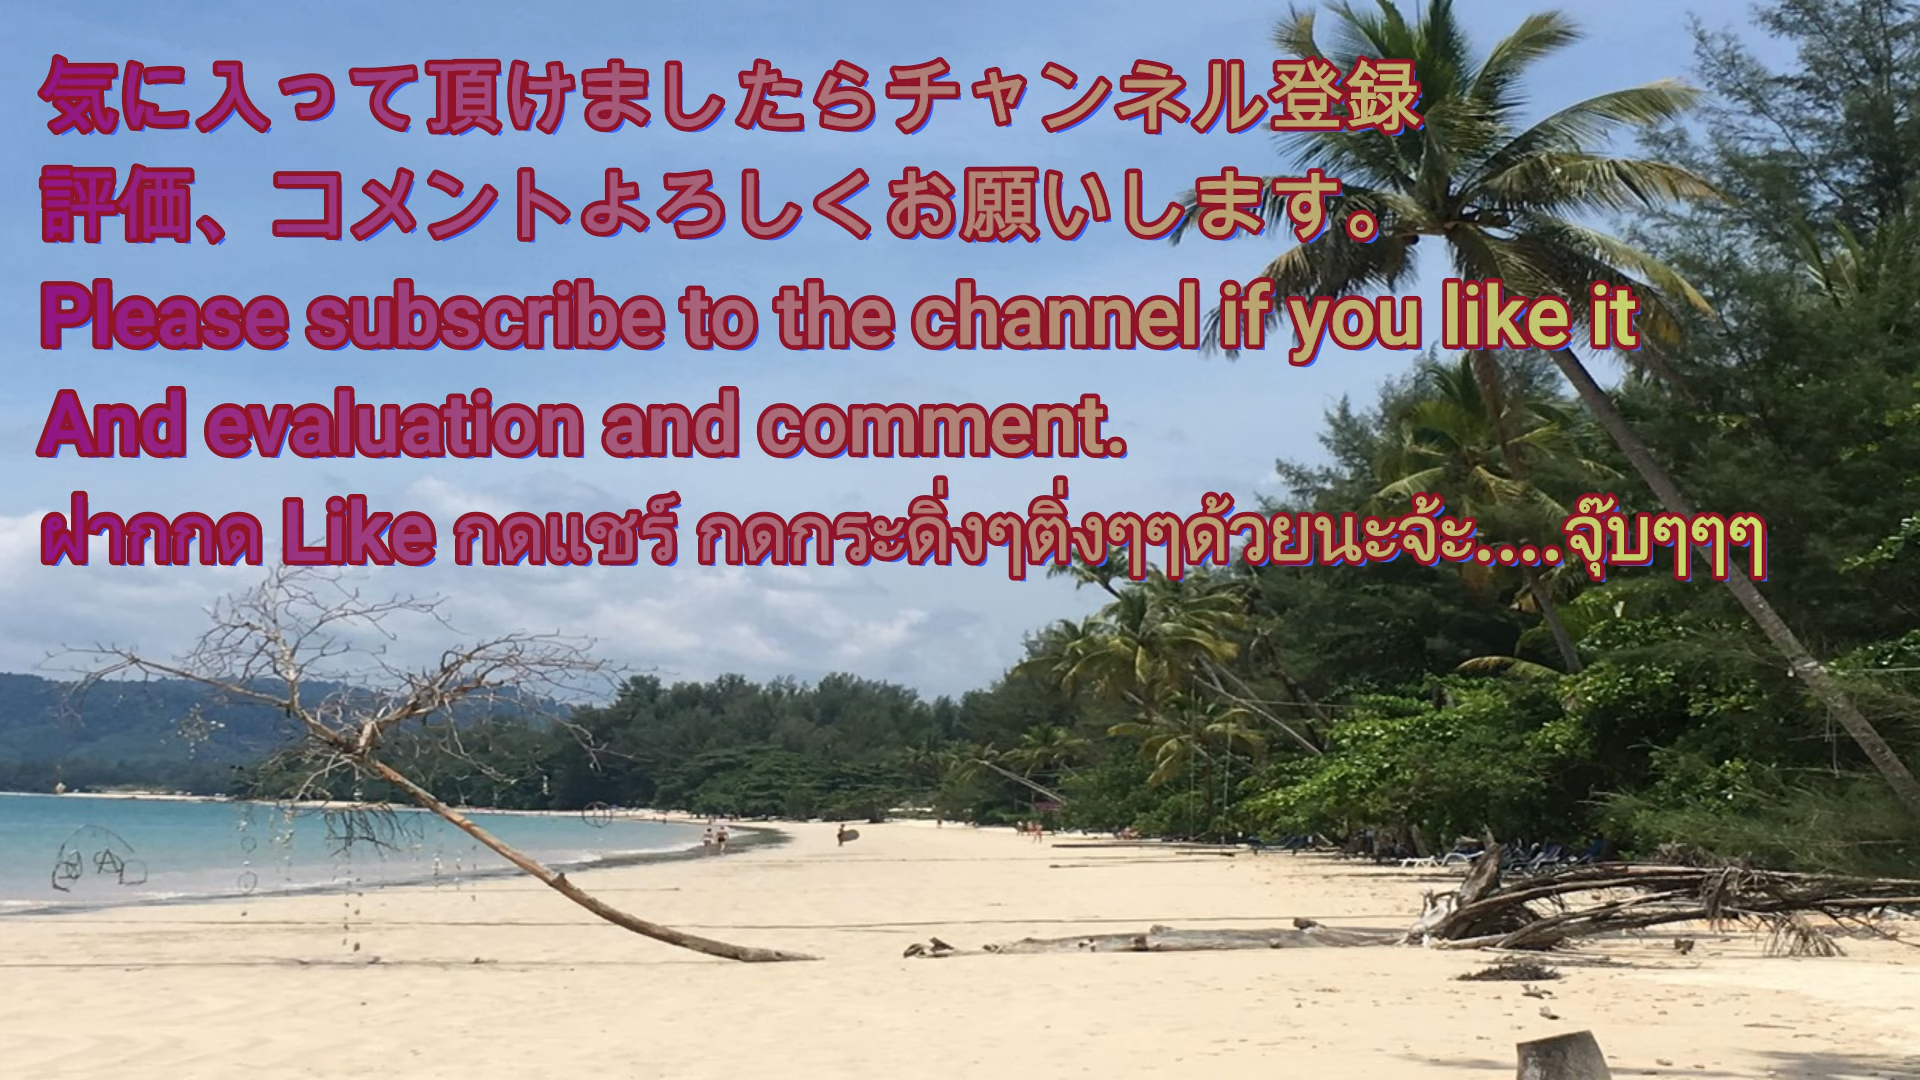 気に入って頂けましたらチャンネル登録
評価、コメントよろしくお願いします。
Please subscribe to the channel if you like it
And evaluation and comment.
ฝากกด Like กดแชร์ กดกระดิ่งๆติ่งๆๆด้วยนะจ้ะ....จุ๊บๆๆๆ